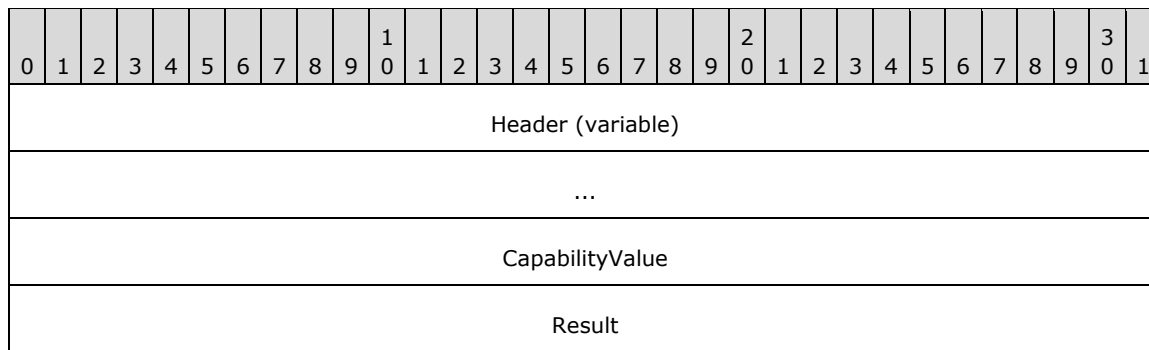 1 2 3
0 1 2 3 4 5 6 7 8 9 0 1 2 3 4 5 6 7 8 9 0 1 2 3 4 5 6 7 8 9 0 1
Header (variable)
...
CapabilityValue
Result